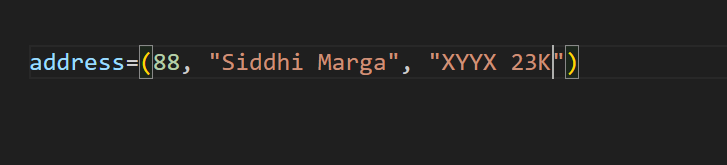 address=(88, "Siddhi Marga", "XYYX 23K")